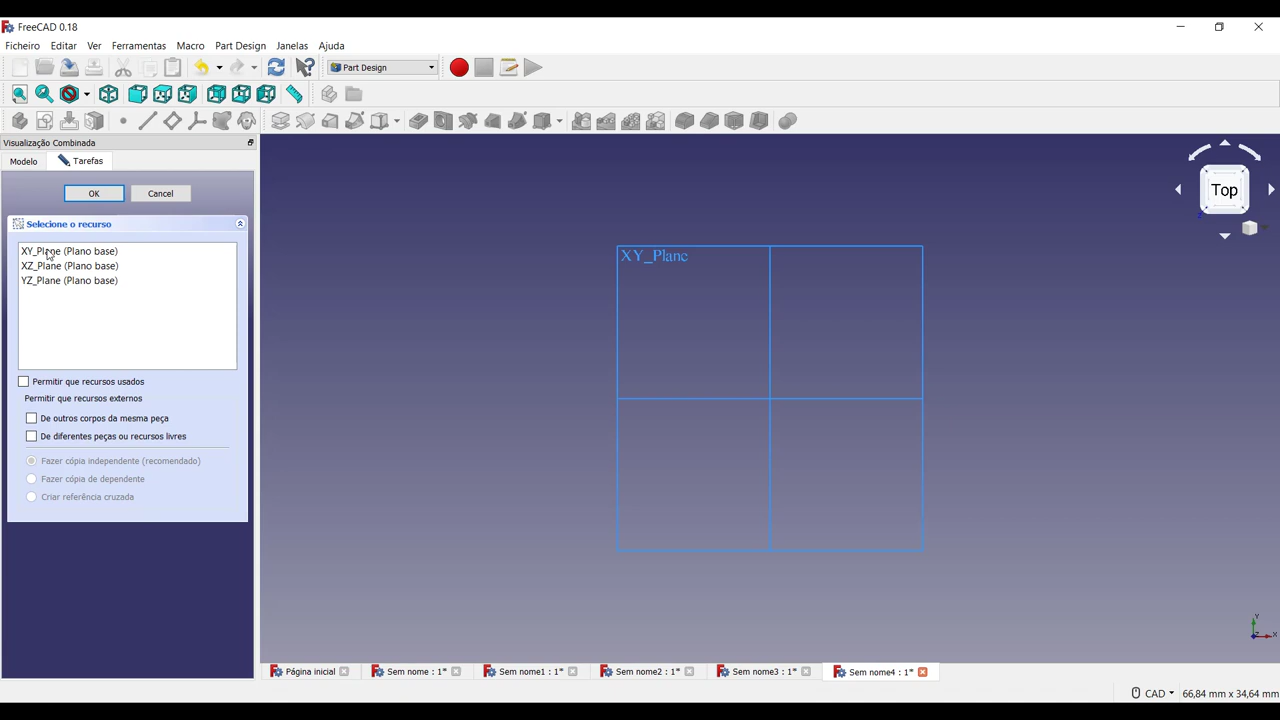 FreeCAD 0.18
Ficheiro Editar Ver Ferramentas Macro Part Design Janelas Ajuda
Part Design
Visualização Combinada
Modelo Tarefas
OK Cancel
Selecione o recurso
XY_Plane (Plano base)
XZ_Plane (Plano base)
YZ_Plane (Plano base)
Permitir que recursos usados
Permitir que recursos externos
De outros corpos da mesma peça
De diferentes peças ou recursos livres
Fazer cópia independente (recomendado)
Fazer cópia de dependente
Criar referência cruzada
XY_Plane
Top
Z
Y
Z X
Página inicial Sem nome : 1* Sem nome1 : 1* Sem nome2 : 1* Sem nome3 : 1* Sem nome4 : 1*
CAD 66,84 mm x 34,64 mm